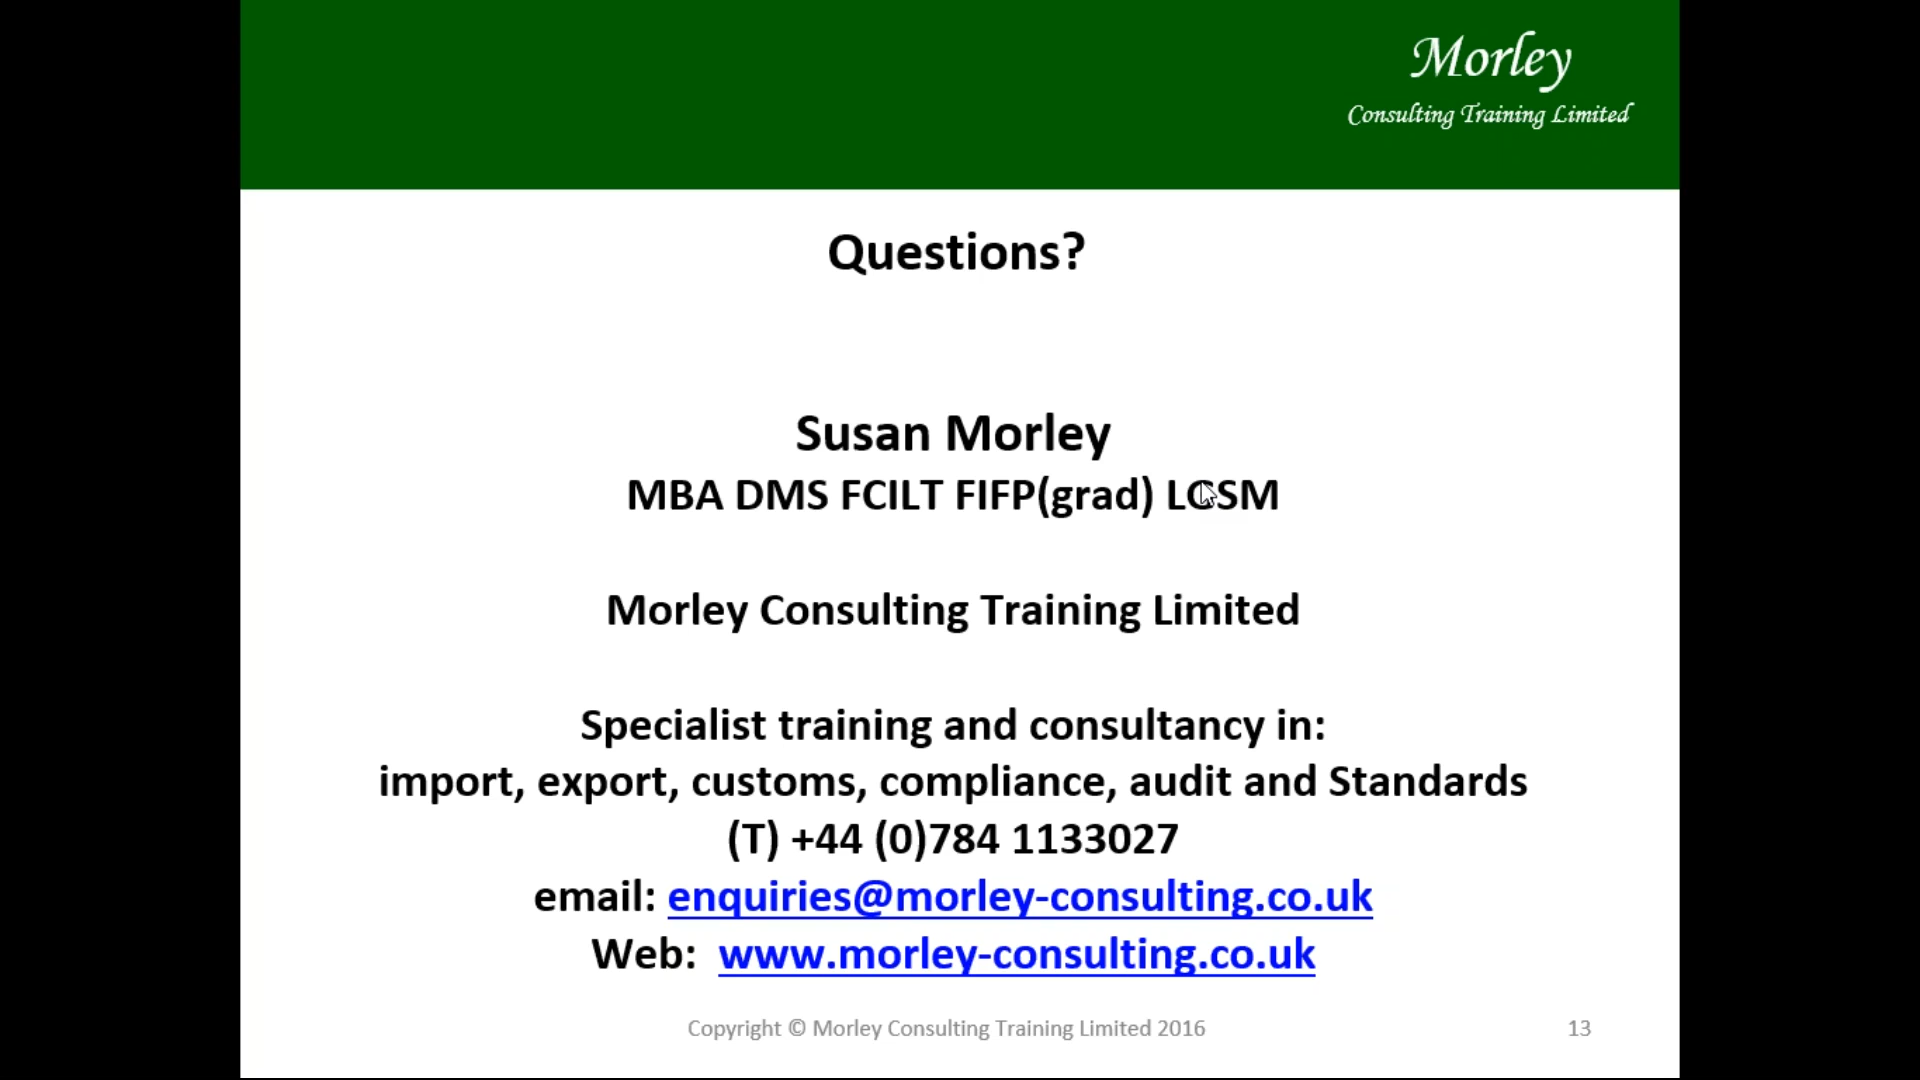 Morley
Consulting Training Limited
Questions?
Susan Morley
MBA DMS FCILT FIFP(grad)
Morley Consulting Training Limited
Specialist training and consultancy in:
import, export, customs, compliance, audit and Standards
(T) +44 (0)784 1133027
email: enquiries@morley-consulting.co.uk
Web: www.morley-consulting.co.uk
Copyright © Morley Consulting Training Limited 2016
13